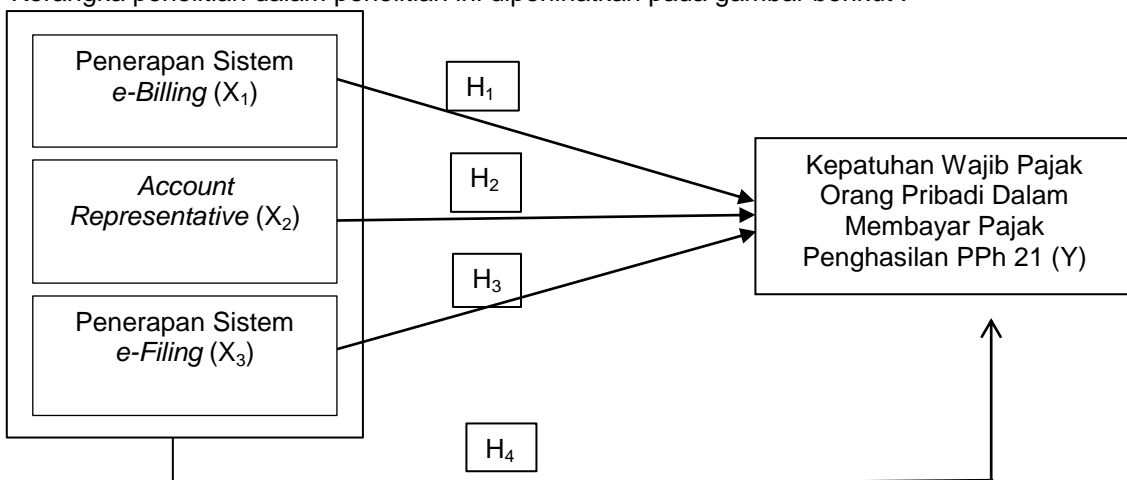 Kerangka penelitian dalam penelitian ini diperlihatkan pada gambar berikut :
Penerapan Sistem
e-Billing (X₁)
H₁
Account
Representative (X₂)
H₂
Penerapan Sistem
e-Filing (X₃)
H₃
Kepatuhan Wajib Pajak
Orang Pribadi Dalam
Membayar Pajak
Penghasilan PPh 21 (Y)
H₄